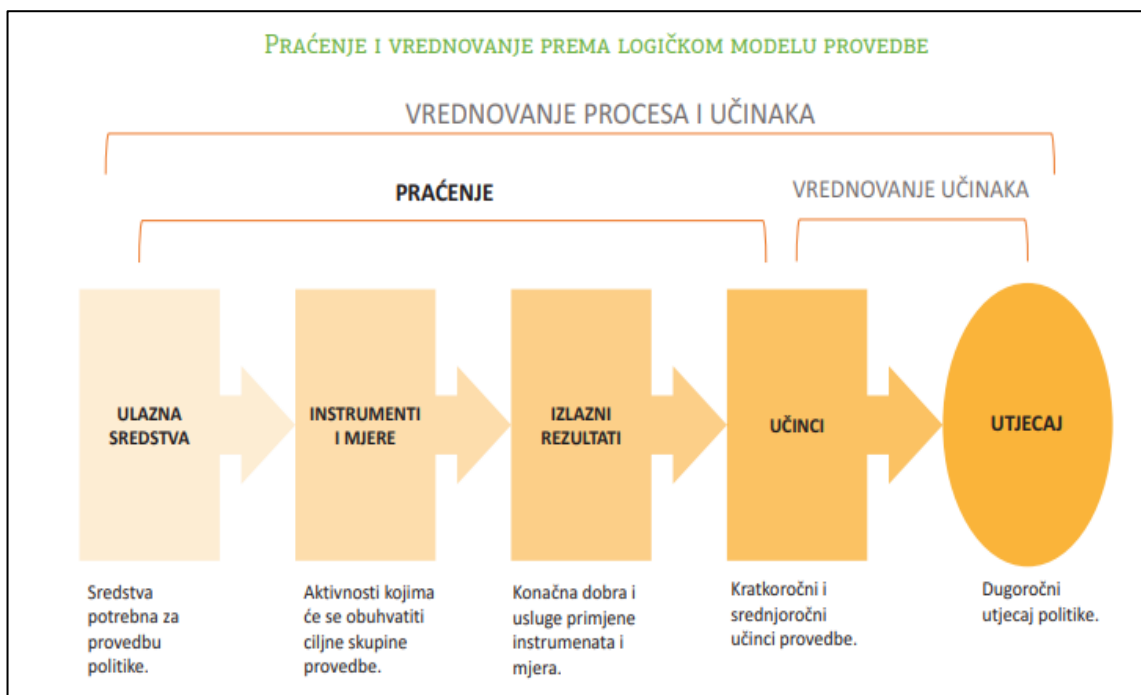 Praćenje i vrednovanje prema logičkom modelu provedbe
VREDNOVANJE PROCESA I UČINAKA
PRAĆENJE
VREDNOVANJE UČINAKA
ULAZNA
SREDSTVA
INSTRUMENTI
I MJERE
IZLAZNI
REZULTATI
UČINCI
UTJECAJ
Sredstva
potrebna za
provedbu
politike.
Aktivnosti kojima
će se obuhvatiti
ciljne skupine
provedbe.
Konačna dobra i
usluge primjene
instrumenata i
mjera.
Kratkoročni i
srednjoročni
učinci provedbe.
Dugoročni
utjecaj politike.